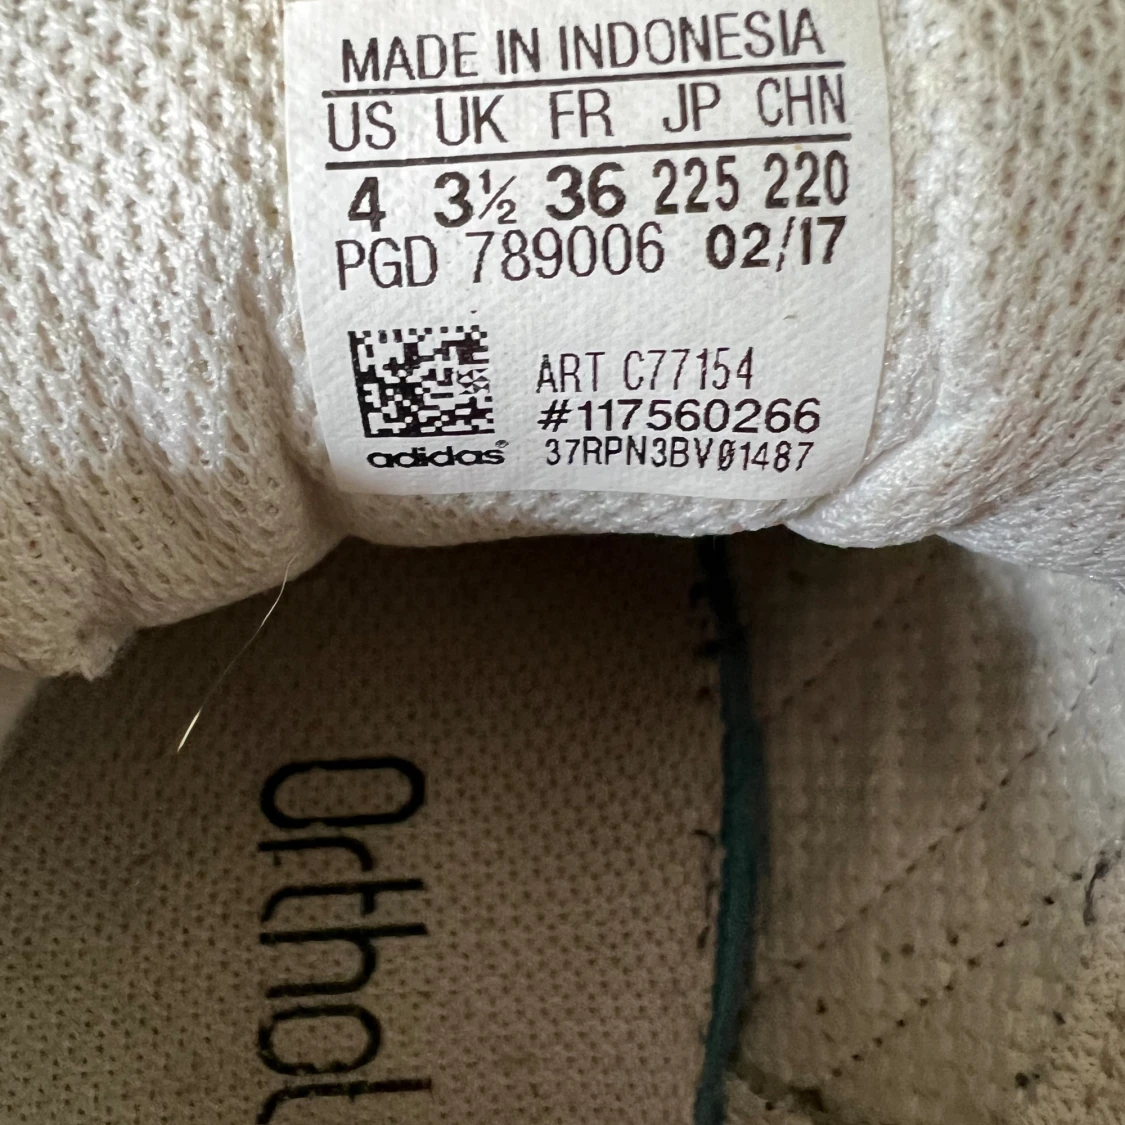 MADE IN INDONESIA
US UK FR JP CHN
4 3½ 36 225 220
PGD 789006 02/17
ART C77154
#117560266
adidas® 37RPN3BV01487
Orthol